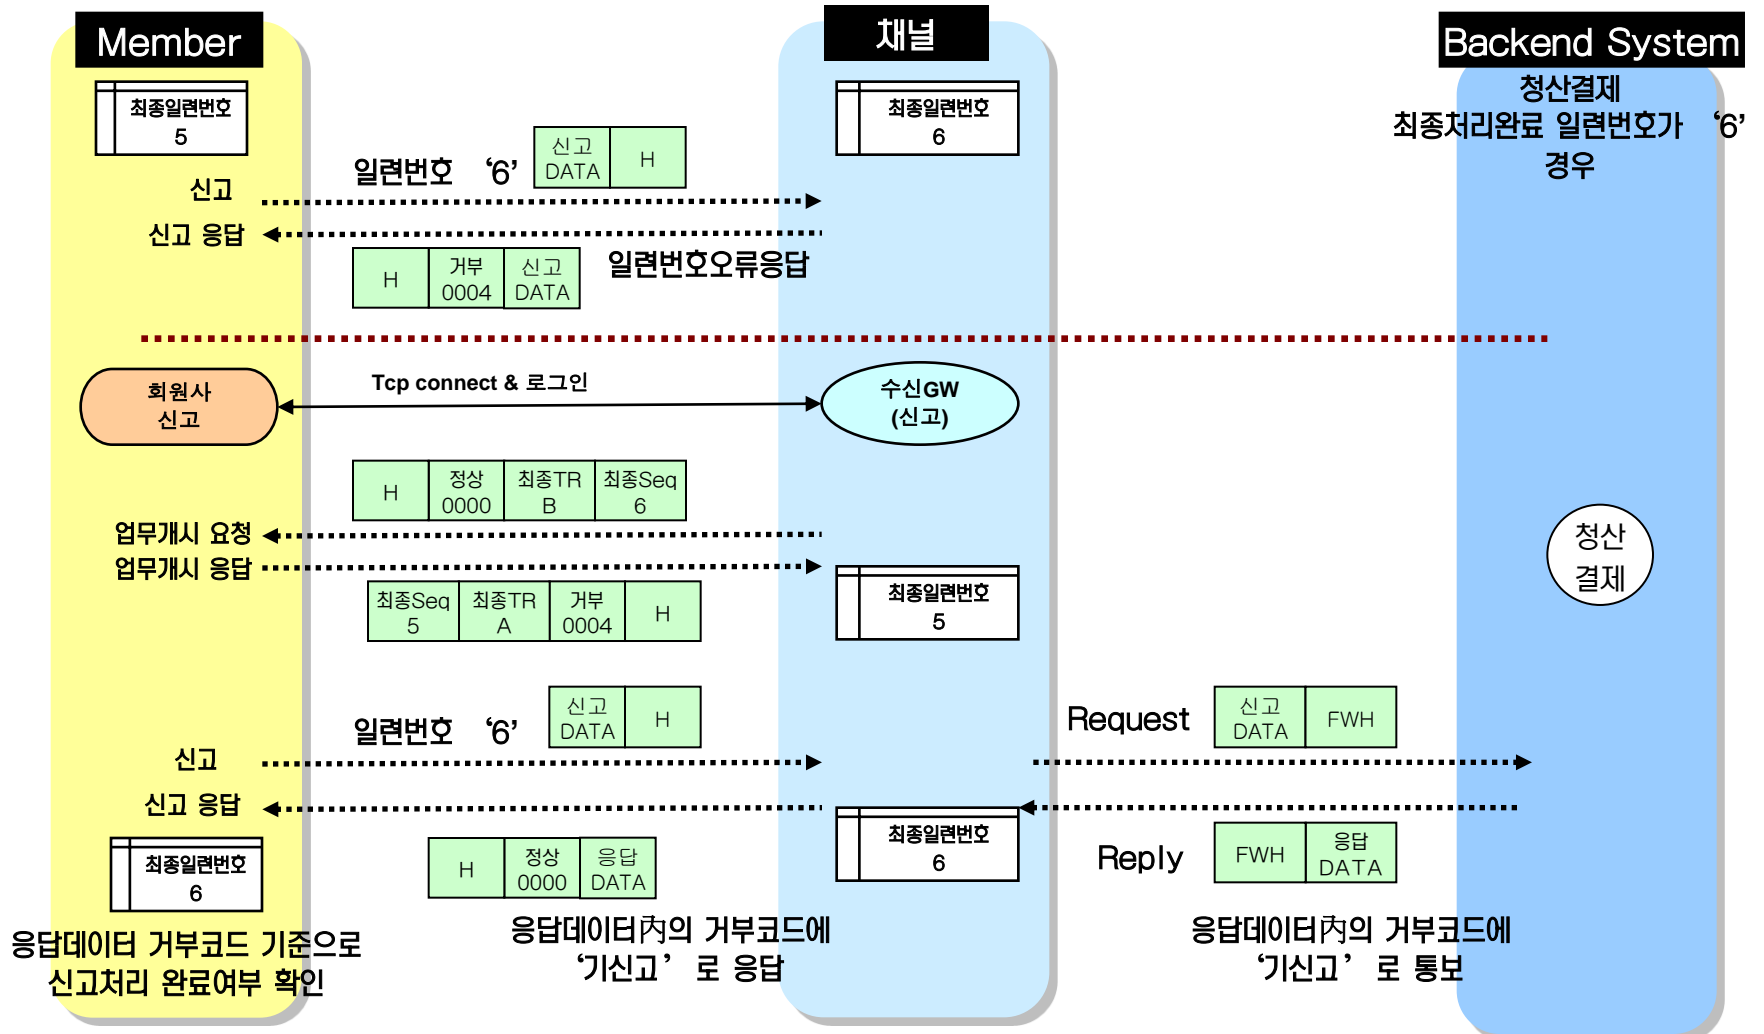 Member
채널
Backend System
최종일련번호
5
최종일련번호
6
청산결제
최종처리완료 일련번호가 ‘6’
경우
일련번호 ‘6’
신고
DATA
H
신고
신고 응답
H
거부
0004
신고
DATA
일련번호오류응답
회원사
신고
Tcp connect & 로그인
수신GW
(신고)
H
정상
0000
최종TR
B
최종Seq
6
업무개시 요청
업무개시 응답
최종Seq
5
최종TR
A
거부
0004
H
최종일련번호
5
청산
결제
일련번호 ‘6’
신고
DATA
H
Request
신고
DATA
FWH
신고
신고 응답
최종일련번호
6
최종일련번호
6
H
정상
0000
응답
DATA
Reply
FWH
응답
DATA
응답데이터 거부코드 기준으로
신고처리 완료여부 확인
응답데이터内의 거부코드에
‘기신고’ 로 응답
응답데이터内의 거부코드에
‘기신고’ 로 통보